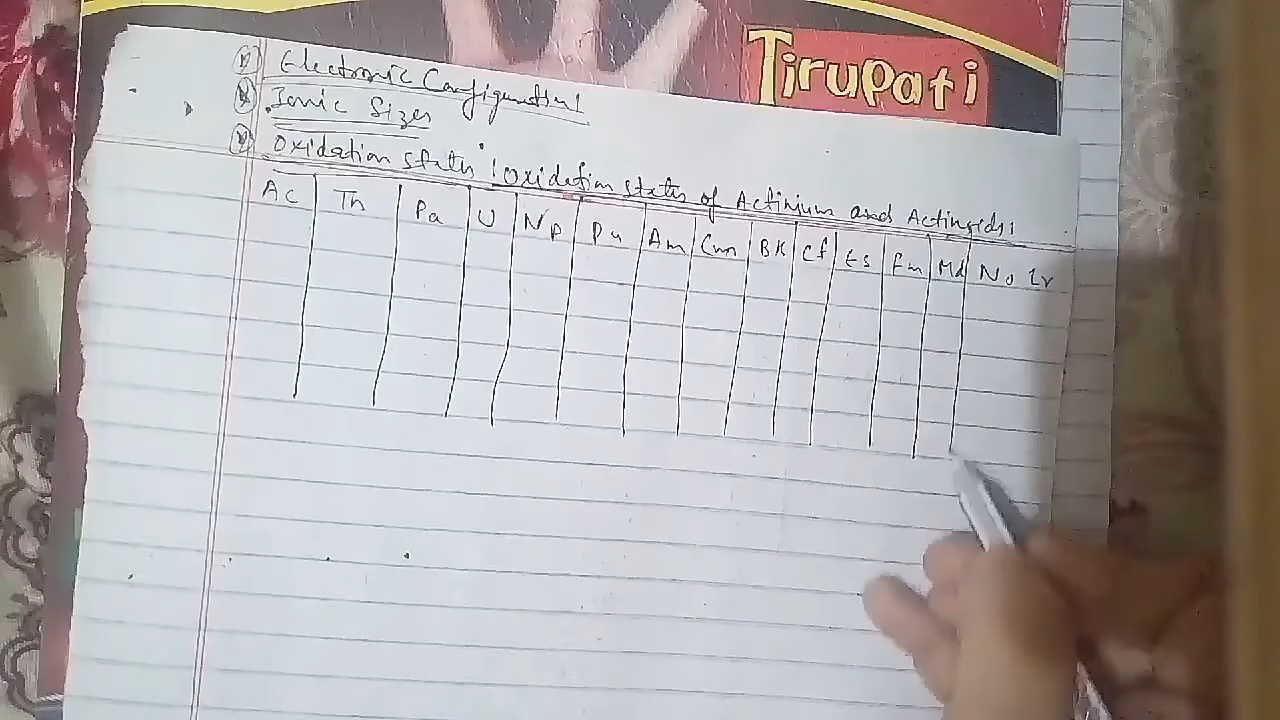 Tirupati
Electronic Configuration!
Ionic Sizes
Oxidation states: Oxidation states of Actinium and Actinoids:
Ac Th Pa U Np Pu Am Cm BK Cf Es Fm Md No Lr